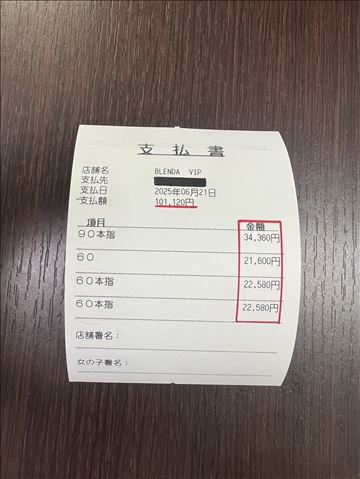 支払書
店舗名 BLENDA VIP
支払先
支払日 2025年06月21日
支払額 101,120円
項目 金額
90本指 34,360円
60 21,600円
60本指 22,580円
60本指 22,580円
店舗署名:
女の子署名: